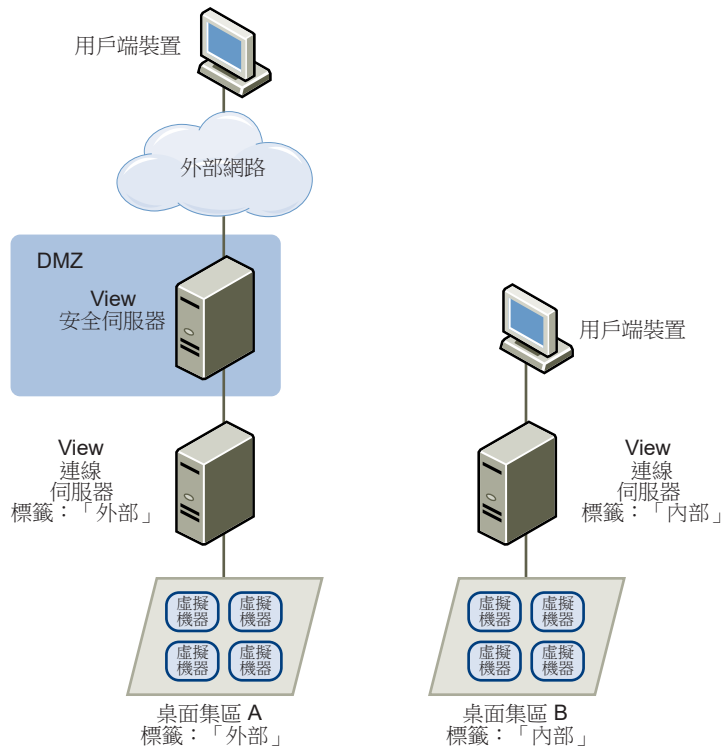 用戶端裝置
外部網路
DMZ
View
安全伺服器
用戶端裝置
View
連線
伺服器
標籤：「外部」
View
連線
伺服器
標籤：「內部」
虛擬
機器
虛擬
機器
虛擬
機器
虛擬
機器
虛擬
機器
虛擬
機器
虛擬
機器
虛擬
機器
桌面集區 A
標籤：「外部」
桌面集區 B
標籤：「內部」